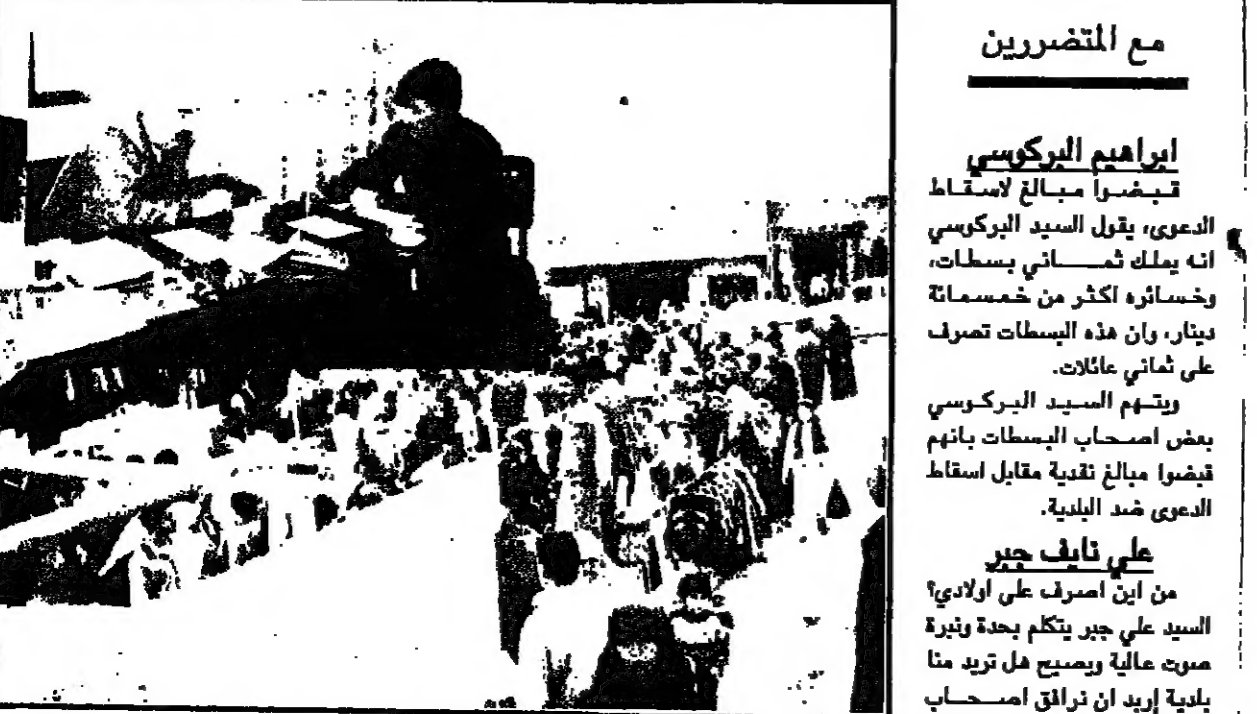 مع المتضررين
ابراهيم البركوسي
قبضوا مبالغ لاسقاط
الدعوى، يقول السيد البركوسي
انه يملك ثماني بسطات،
وخسائره اكثر من خمسمائة
دينار، وان هذه البسطات تصرف
على ثماني عائلات.
ويتهم السيد البركوسي
بعض اصحاب البسطات بانهم
قبضوا مبالغ نقدية مقابل اسقاط
الدعوى ضد البلدية.
علي نايف جبر
من اين اصرف على اولادي؟
السيد علي جبر يتكلم بحدة ونبرة
صوت عالية ويصيح هل تريد منا
بلدية إربد ان نرافق اصحاب